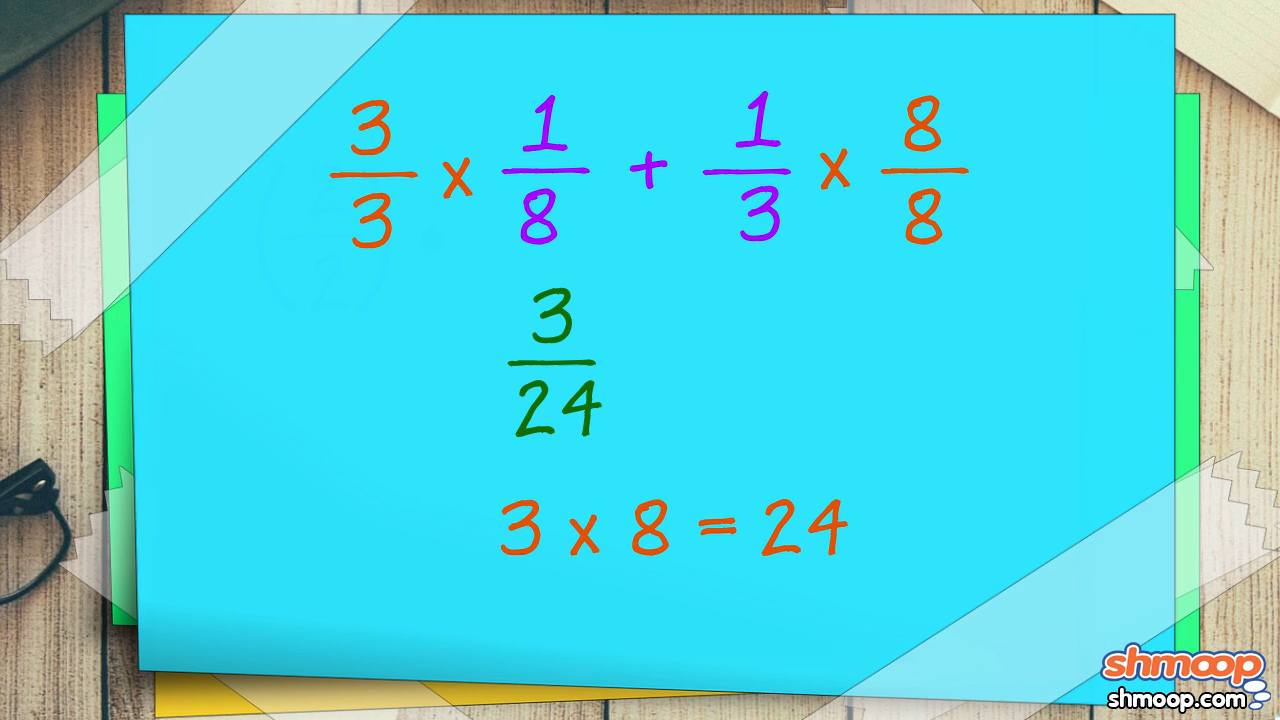 3/3 x 1/8 + 1/3 x 8/8
3/24
3 x 8 = 24
shmoop
shmoop.com